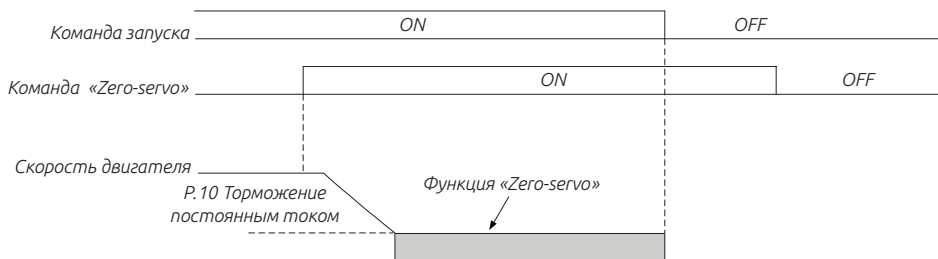 Команда запуска
ON
OFF
Команда «Zero-servo»
ON
OFF
Скорость двигателя
P.10 Торможение
постоянным током
Функция «Zero-servo»